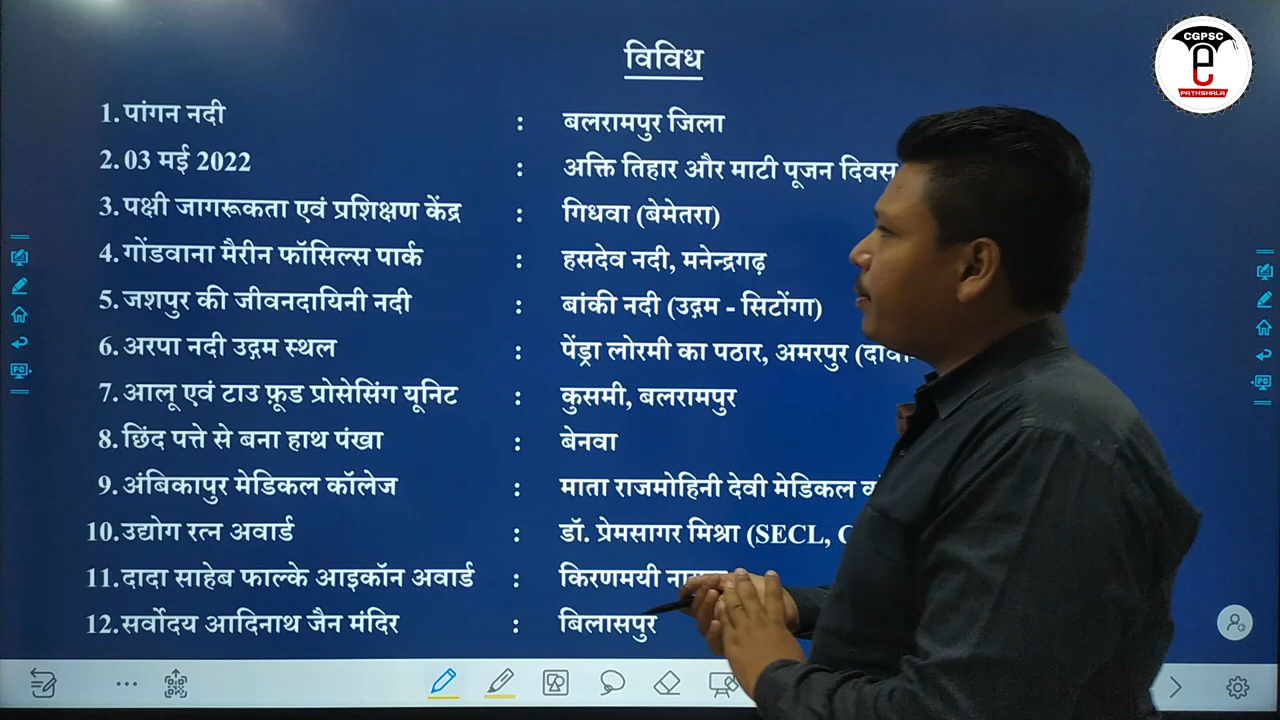 CGPSC
PATHSHALA
विविध
1. पांगन नदी : बलरामपुर जिला
2. 03 मई 2022 : अक्ति तिहार और माटी पूजन दिवस
3. पक्षी जागरूकता एवं प्रशिक्षण केंद्र : गिधवा (बेमेतरा)
4. गोंडवाना मैरीन फॉसिल्स पार्क : हसदेव नदी, मनेन्द्रगढ़
5. जशपुर की जीवनदायिनी नदी : बांकी नदी (उद्गम - सिटोंगा)
6. अरपा नदी उद्गम स्थल : पेंड्रा लोरमी का पठार, अमरपुर
7. आलू एवं टाउ फ़ूड प्रोसेसिंग यूनिट : कुसमी, बलरामपुर
8. छिंद पत्ते से बना हाथ पंखा : बेनवा
9. अंबिकापुर मेडिकल कॉलेज : माता राजमोहिनी देवी मेडिकल
10. उद्योग रत्न अवार्ड : डॉ. प्रेमसागर मिश्रा (SECL,
11. दादा साहेब फाल्के आइकॉन अवार्ड : किरणमयी
12. सर्वोदय आदिनाथ जैन मंदिर : बिलासपुर